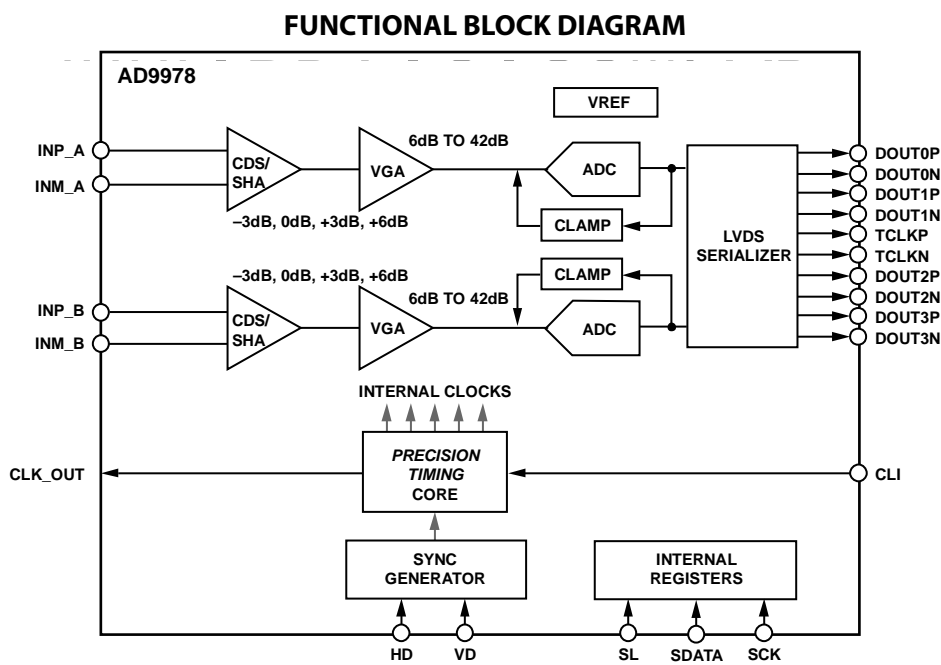 FUNCTIONAL BLOCK DIAGRAM
AD9978
VREF
INP_A
INM_A
CDS/
SHA
VGA
6dB TO 42dB
ADC
CLAMP
–3dB, 0dB, +3dB, +6dB
–3dB, 0dB, +3dB, +6dB
INP_B
INM_B
CDS/
SHA
VGA
6dB TO 42dB
CLAMP
ADC
LVDS
SERIALIZER
DOUT0P
DOUT0N
DOUT1P
DOUT1N
TCLKP
TCLKN
DOUT2P
DOUT2N
DOUT3P
DOUT3N
INTERNAL CLOCKS
CLK_OUT
PRECISION
TIMING
CORE
CLI
SYNC
GENERATOR
INTERNAL
REGISTERS
HD
VD
SL
SDATA
SCK